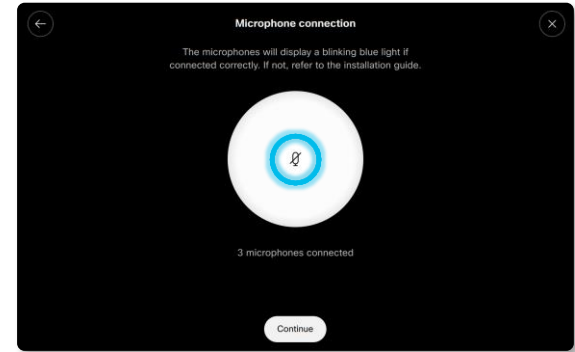 Microphone connection
The microphones will display a blinking blue light if
connected correctly. If not, refer to the installation guide.
3 microphones connected
Continue